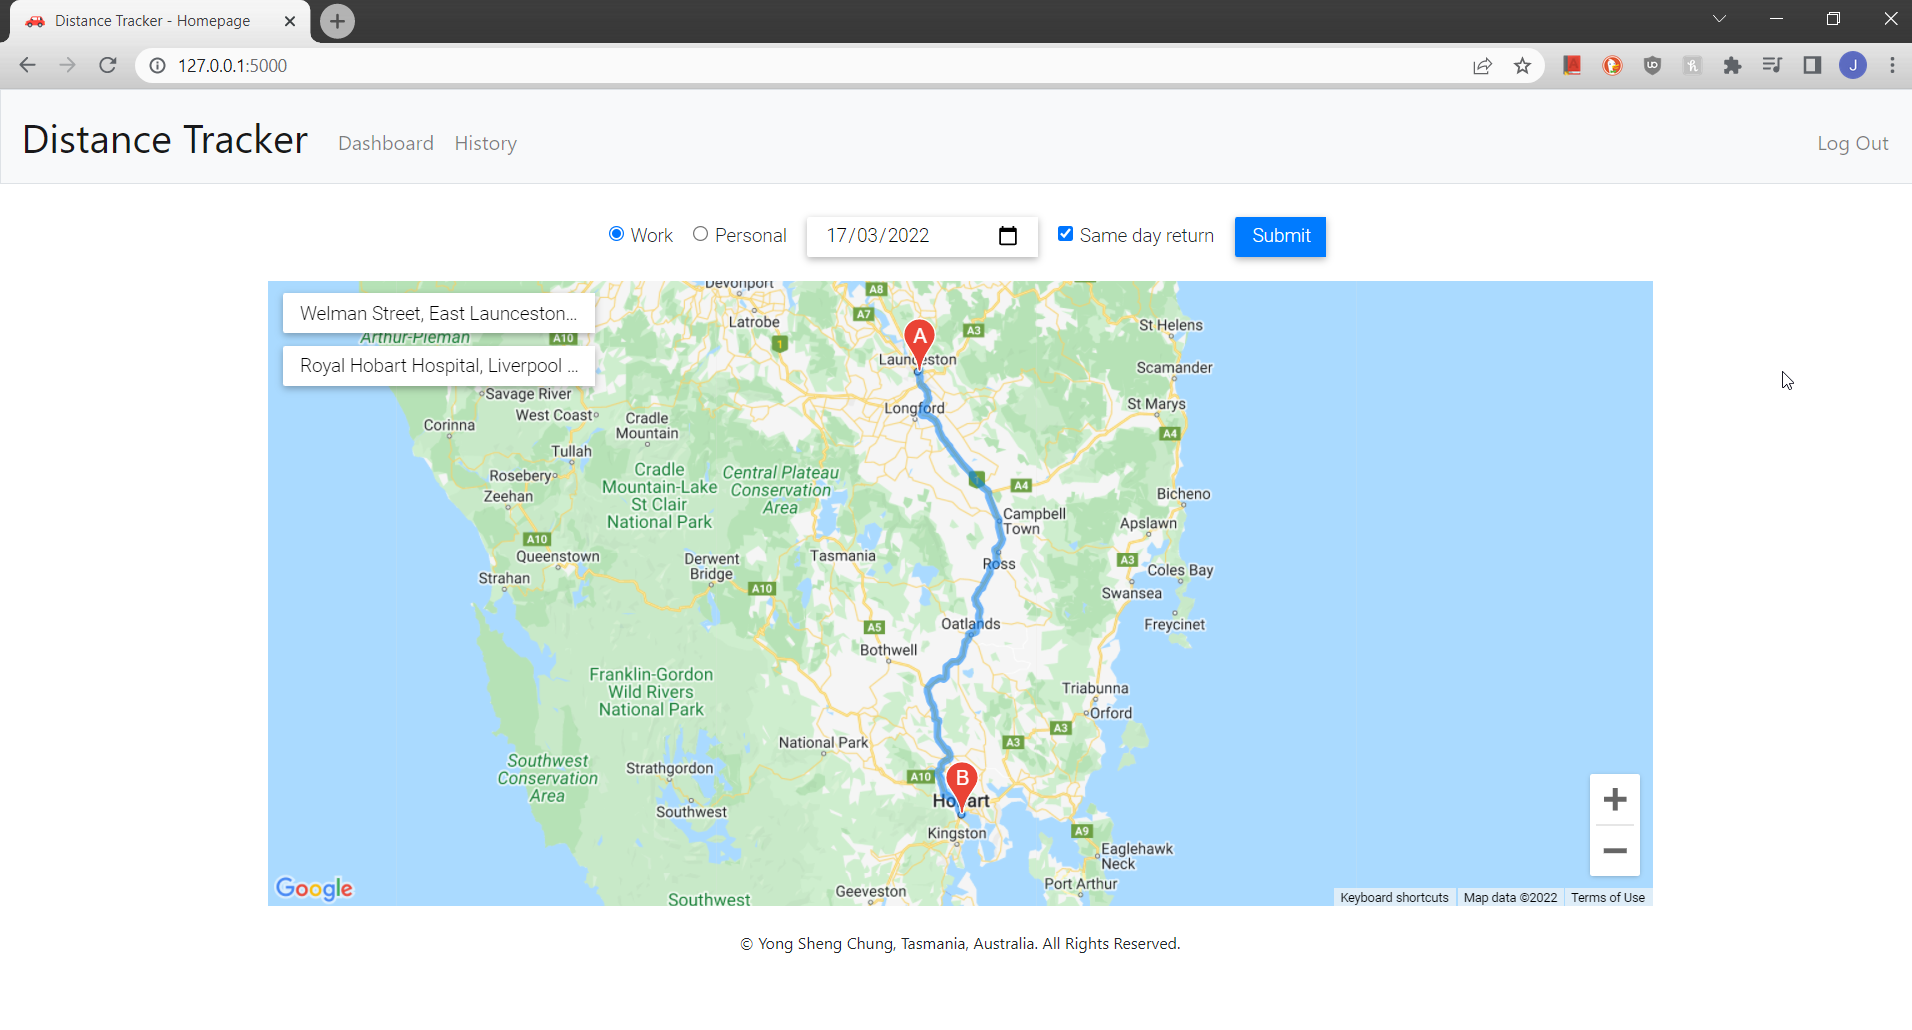 Distance Tracker - Homepage
127.0.0.1:5000
J
Distance Tracker Dashboard History Log Out
Work Personal 17/03/2022 Same day return Submit
Welman Street, East Launceston...
Royal Hobart Hospital, Liverpool ...
Devonport
A8
A7
Latrobe
1
A3
St Helens
Arthur-Pieman
A10
A
Launceston
Scamander
Savage River
West Coast
Longford
St Marys
Corinna
Cradle
Mountain
A4
Tullah
Rosebery
Zeehan
Cradle
Mountain-Lake
St Clair
National Park
Central Plateau
Conservation
Area
1
A4
Bicheno
Campbell
Town
Apslawn
A10
Queenstown
Strahan
Derwent
Bridge
A10
Tasmania
Ross
A3
Coles Bay
Swansea
Freycinet
A5
Oatlands
Bothwell
Franklin-Gordon
Wild Rivers
National Park
Triabunna
Orford
A3
A3
National Park
Southwest
Conservation
Area
Strathgordon
A10
B
Hobart
Southwest
Kingston
A9
Eaglehawk
Neck
Geeveston
Port Arthur
Southwest
Google
Keyboard shortcuts Map data ©2022 Terms of Use
© Yong Sheng Chung, Tasmania, Australia. All Rights Reserved.